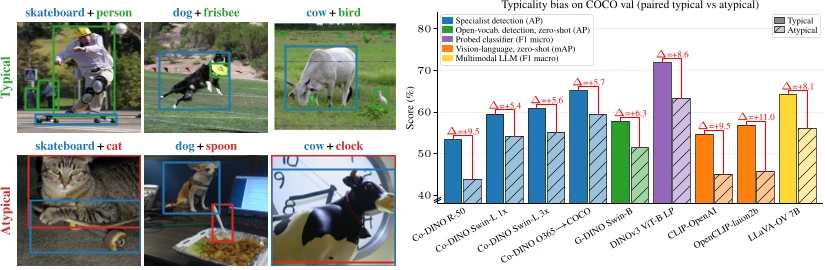 skateboard + person
dog + frisbee
cow + bird
Typical
skateboard + cat
dog + spoon
cow + clock
Atypical
10
9
8
Typicality bias on COCO val (paired typical vs atypical)
Specialist detection (AP)
Open-vocab. detection, zero-shot (AP)
Probed classifier (F1 micro)
Vision-language, zero-shot (mAP)
Multimodal LLM (F1 macro)
Typical
Atypical
Score (%)
80
70
60
50
40
△=+9.5
△=+5.4
△=+5.6
△=+5.7
△=+6.3
△=+8.6
△=+9.5
△=+11.0
△=+8.1
Co-DINO R-50
Co-DINO Swin-L 1x
Co-DINO Swin-L 3x
Co-DINO O365→COCO
G-DINO Swin-B
DINOv3 ViT-B LP
CLIP-OpenAI
OpenCLIP-laion2b
LLaVA-OV 7B